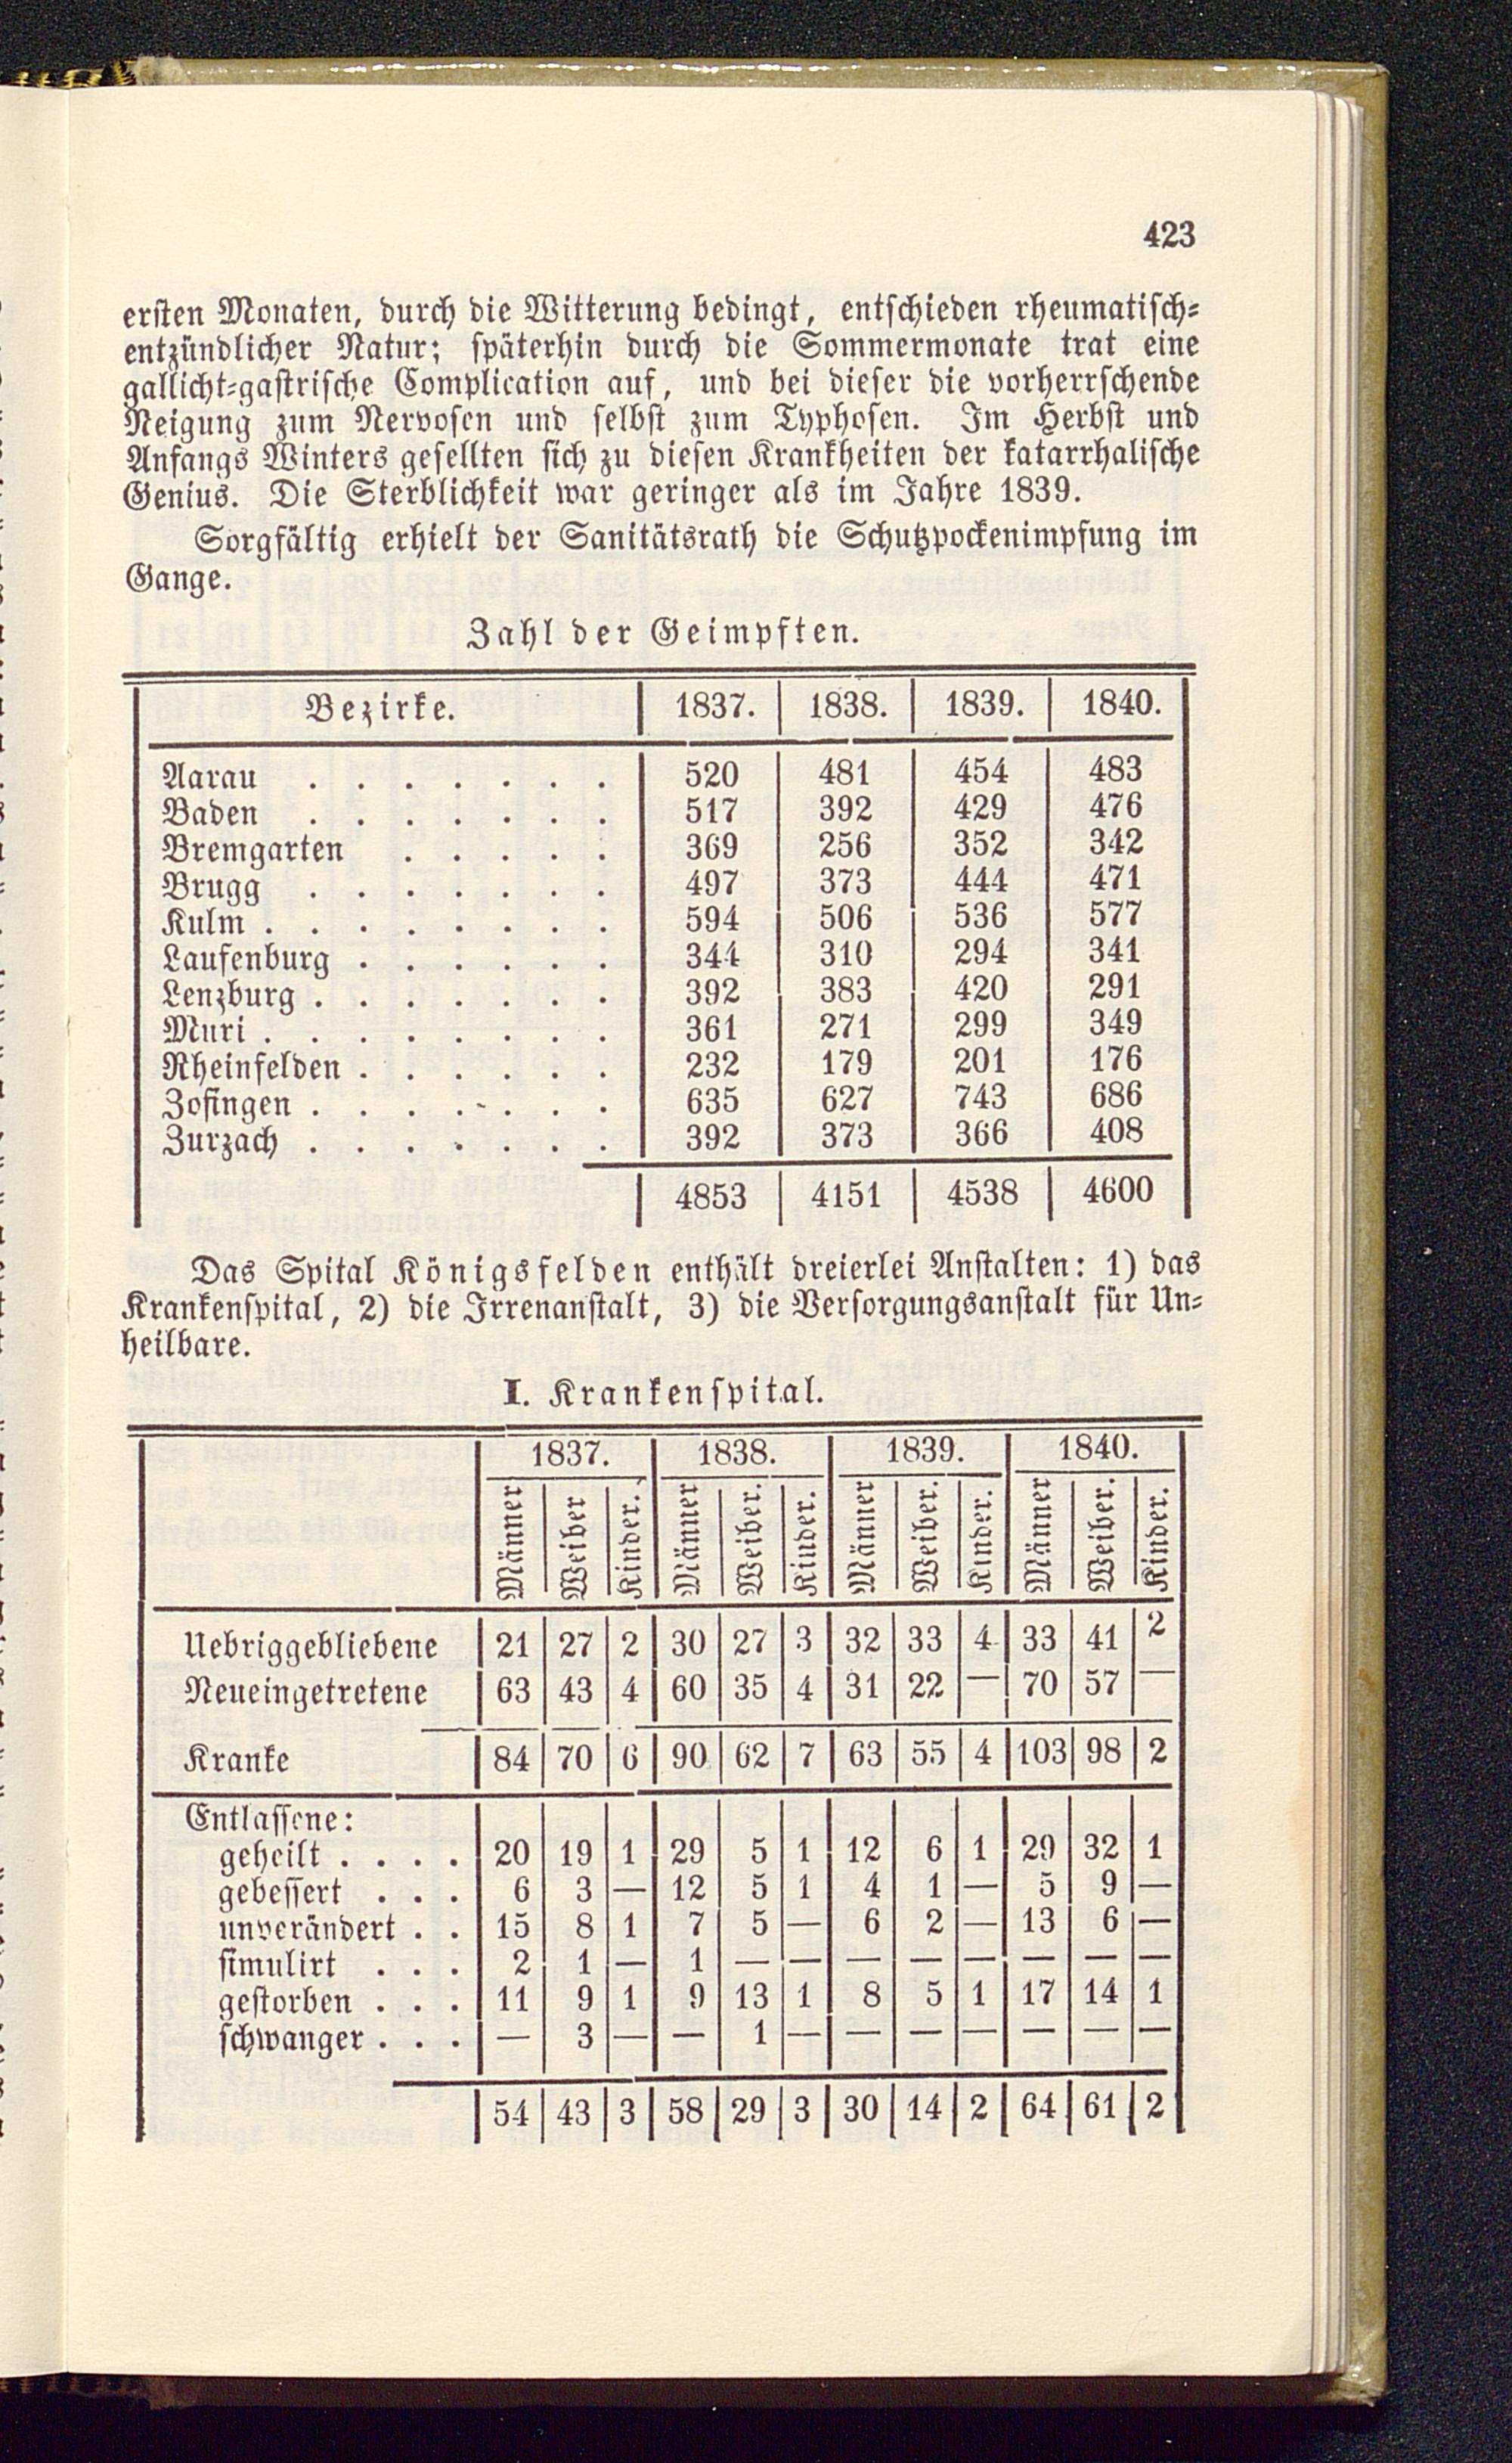 423
ersten Monaten, durch die Witterung bedingt, entschieden rheumatisch-
entzündlicher Natur; späterhin durch die Sommermonate trat eine
gallicht-gastrische Complication auf, und bei dieser die vorherrschende
Neigung zum Nervosen und selbst zum Typhosen. Im Herbst und
Anfangs Winters gesellten sich zu diesen Krankheiten der katarrhalische
Genius. Die Sterblichkeit war geringer als im Jahre 1839.
Sorgfältig erhielt der Sanitätsrath die Schutzpockenimpfung im
Gange.
Zahl der Geimpften.
Bezirke. | 1837. | 1838. | 1839. | 1840.
Aarau . . . . . . . | 520 | 481 | 454 | 483
Baden . . . . . . . | 517 | 392 | 429 | 476
Bremgarten . . . . . | 369 | 256 | 352 | 342
Brugg . . . . . . . | 497 | 373 | 444 | 471
Kulm . . . . . . . . | 594 | 506 | 536 | 577
Laufenburg . . . . . . | 344 | 310 | 294 | 341
Lenzburg . . . . . . . | 392 | 383 | 420 | 291
Muri . . . . . . . . | 361 | 271 | 299 | 349
Rheinfelden . . . . . . | 232 | 179 | 201 | 176
Zofingen . . . . . . . | 635 | 627 | 743 | 686
Zurzach . . . . . . . | 392 | 373 | 366 | 408
4853 | 4151 | 4538 | 4600
Das Spital Königsfelden enthält dreierlei Anstalten: 1) das
Krankenspital, 2) die Irrenanstalt, 3) die Versorgungsanstalt für Un-
heilbare.
I. Krankenspital.
1837. | 1838. | 1839. | 1840.
Männer | Weiber | Kinder. | Männer | Weiber. | Kinder. | Männer | Weiber. | Kinder. | Männer | Weiber. | Kinder.
Uebriggebliebene | 21 | 27 | 2 | 30 | 27 | 3 | 32 | 33 | 4 | 33 | 41 | 2
Neueingetretene | 63 | 43 | 4 | 60 | 35 | 4 | 31 | 22 | — | 70 | 57 | —
Kranke | 84 | 70 | 6 | 90 | 62 | 7 | 63 | 55 | 4 | 103 | 98 | 2
Entlassene:
geheilt . . . . | 20 | 19 | 1 | 29 | 5 | 1 | 12 | 6 | 1 | 29 | 32 | 1
gebessert . . . | 6 | 3 | — | 12 | 5 | 1 | 4 | 1 | — | 5 | 9 | —
unverändert . . | 15 | 8 | 1 | 7 | 5 | — | 6 | 2 | — | 13 | 6 | —
simulirt . . . | 2 | 1 | — | 1 | — | — | — | — | — | — | — | —
gestorben . . . | 11 | 9 | 1 | 9 | 13 | 1 | 8 | 5 | 1 | 17 | 14 | 1
schwanger . . . | — | 3 | — | — | 1 | — | — | — | — | — | — | —
54 | 43 | 3 | 58 | 29 | 3 | 30 | 14 | 2 | 64 | 61 | 2